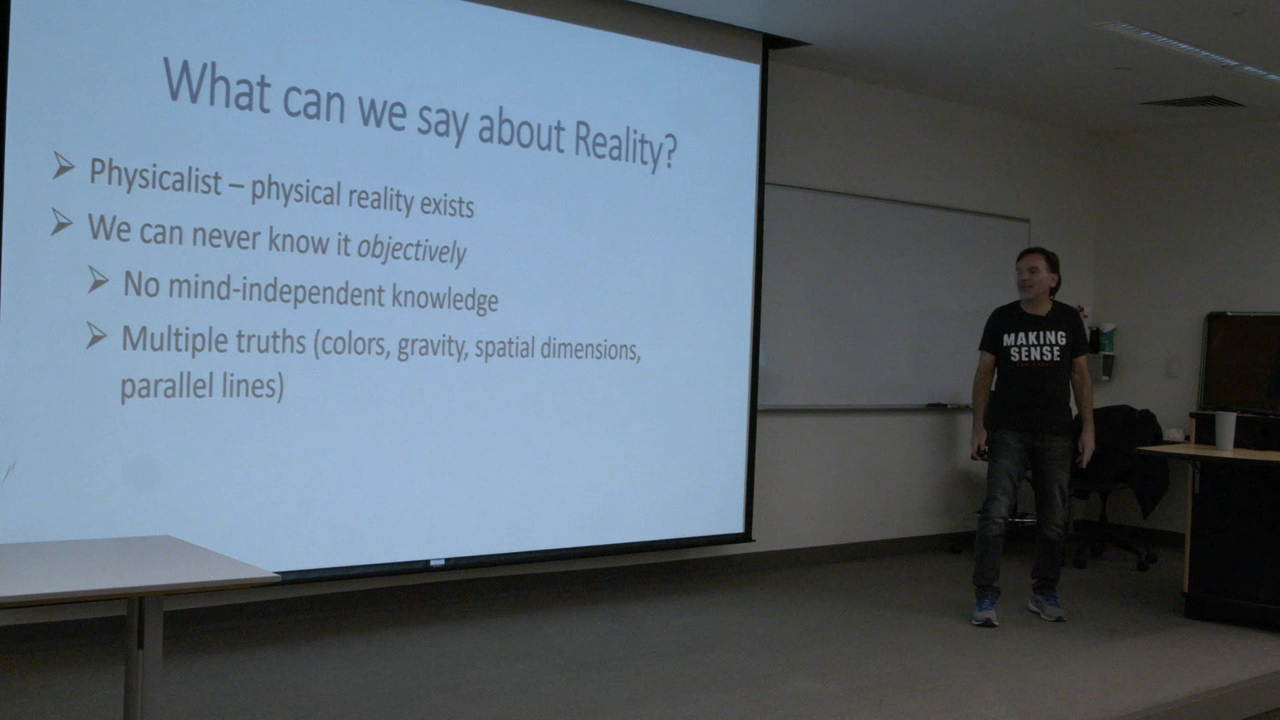 What can we say about Reality?
Physicalist – physical reality exists
We can never know it objectively
No mind-independent knowledge
Multiple truths (colors, gravity, spatial dimensions,
parallel lines)
MAKING
SENSE